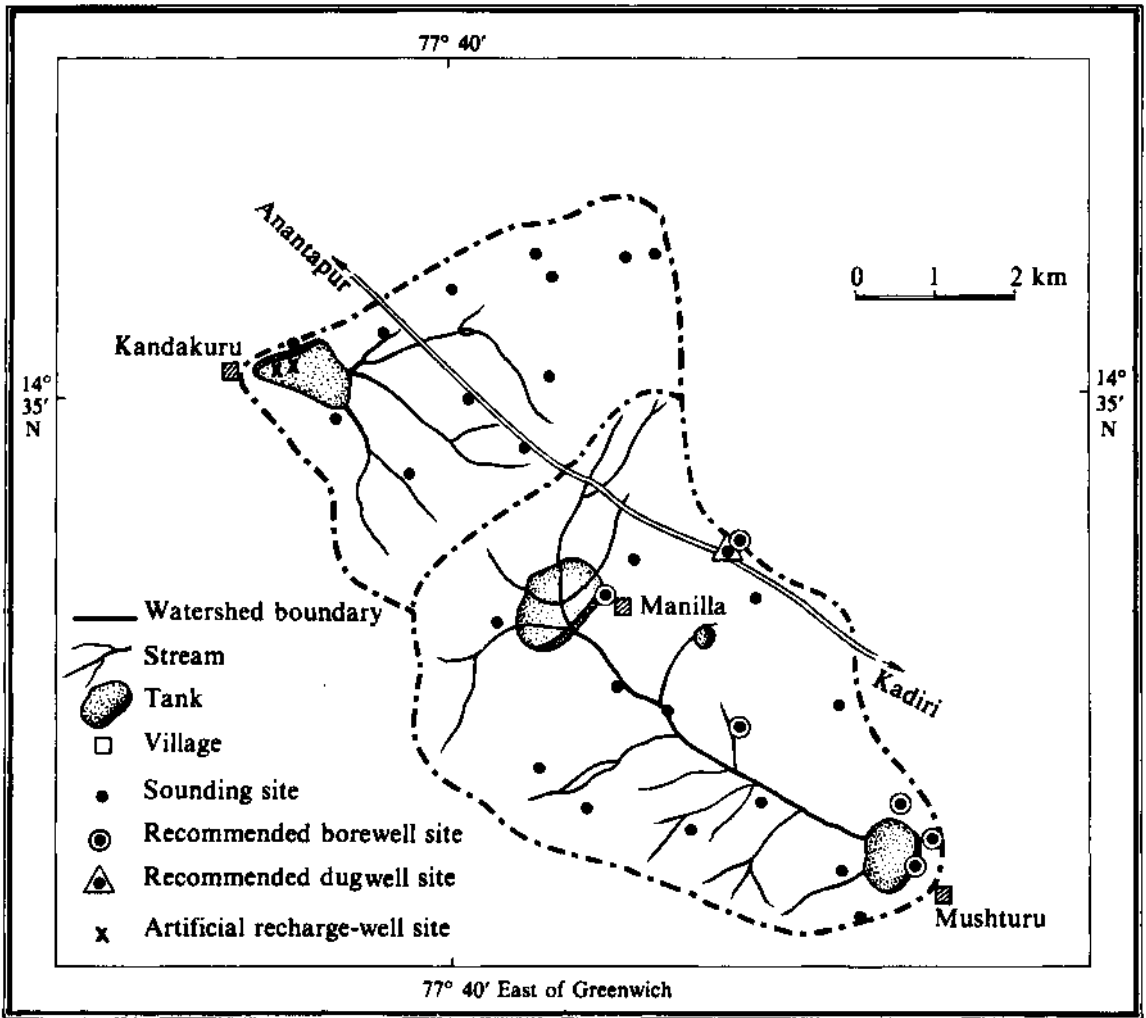 77° 40′
Anantapur
0 1 2 km
Kandakuru
14°
35′
N
14°
35′
N
Manilla
Kadiri
Watershed boundary
Stream
Tank
Village
Sounding site
Recommended borewell site
Recommended dugwell site
Artificial recharge-well site
Mushturu
77° 40′ East of Greenwich